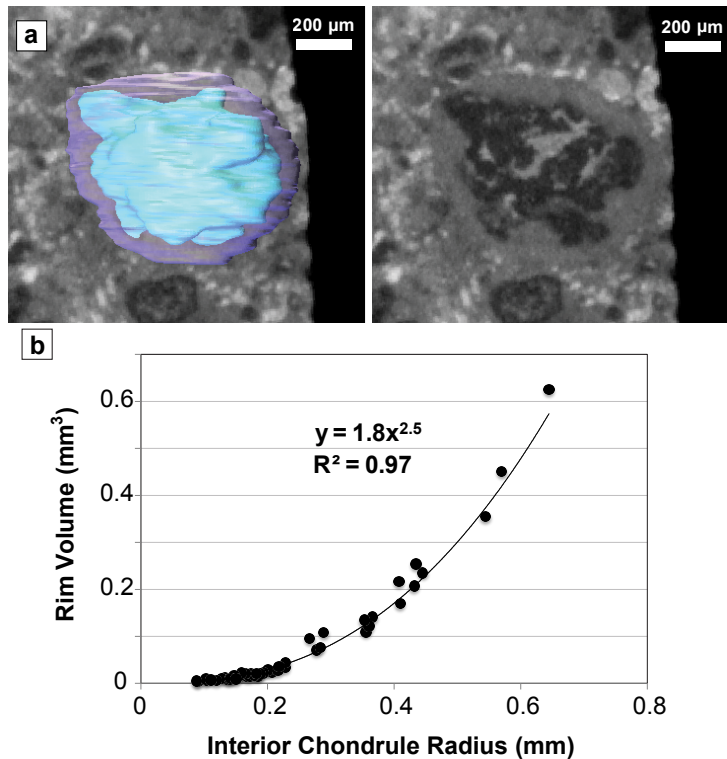 a
200 µm
200 µm
b
Rim Volume (mm³)
0.6
0.4
0.2
0
y = 1.8x²·⁵
R² = 0.97
0
0.2
0.4
0.6
0.8
Interior Chondrule Radius (mm)